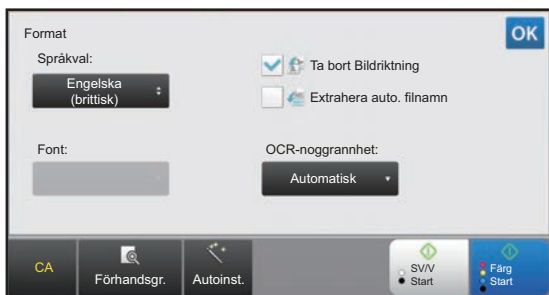 Format
OK
Språkval:
Ta bort Bildriktning
Engelska
(brittisk)
Extrahera auto. filnamn
Font:
OCR-noggrannhet:
Automatisk
CA
Förhandsgr.
Autoinst.
SV/V
Start
Färg
Start